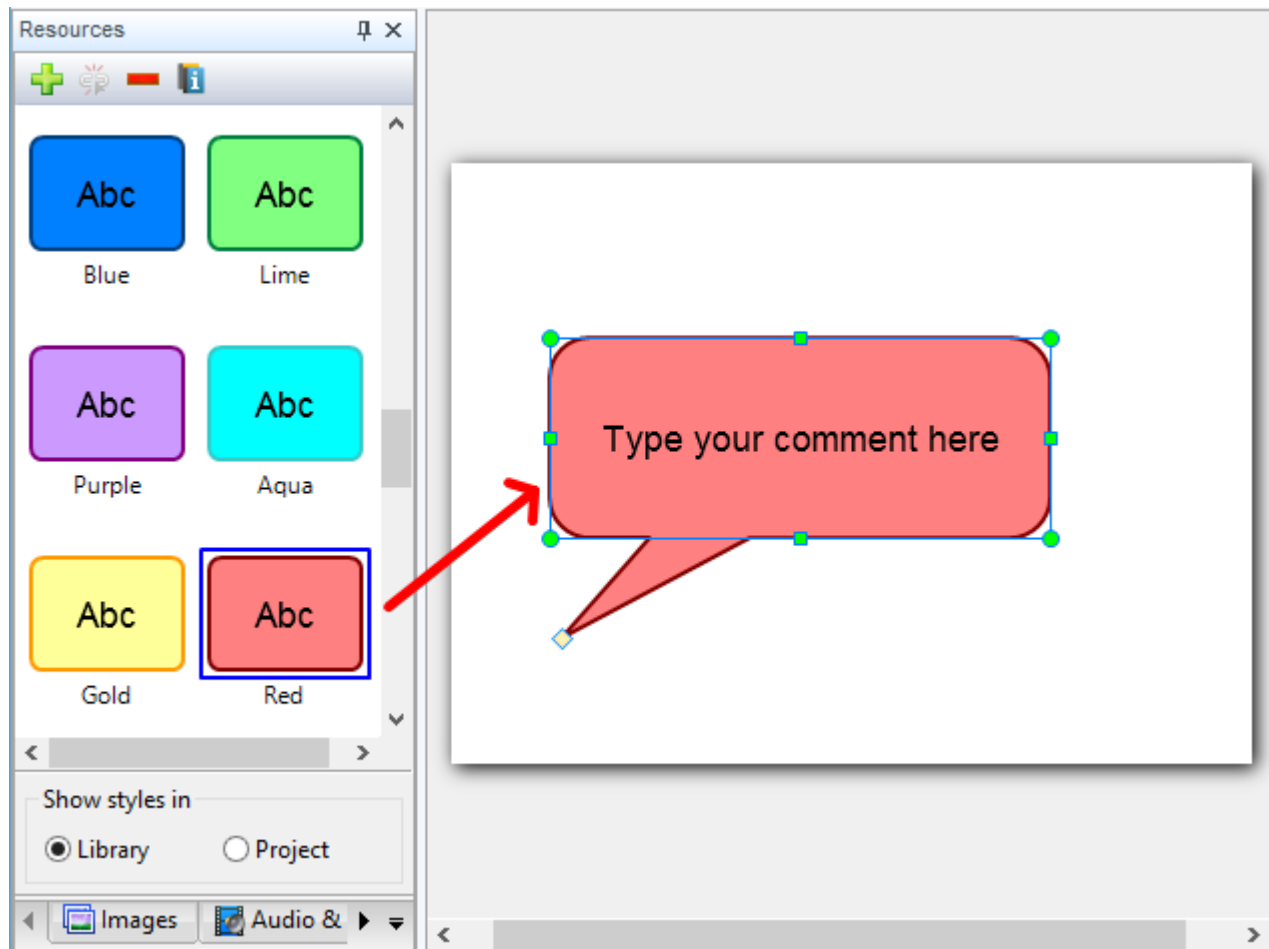 Resources
Abc
Abc
Blue
Lime
Abc
Abc
Purple
Aqua
Abc
Abc
Gold
Red
Show styles in
Library
Project
Images
Audio &
Type your comment here